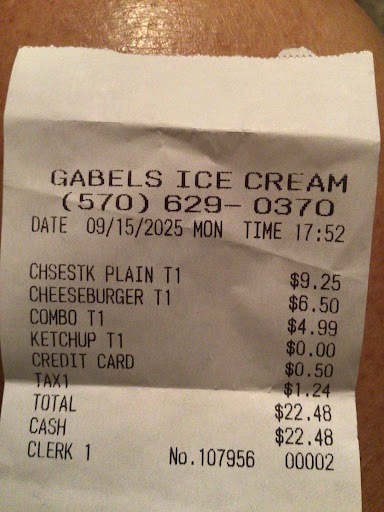 GABELS ICE CREAM
(570) 629- 0370
DATE 09/15/2025 MON TIME 17:52
CHSESTK PLAIN T1 $9.25
CHEESEBURGER T1 $6.50
COMBO T1 $4.99
KETCHUP T1 $0.00
CREDIT CARD $0.50
TAX1 $1.24
TOTAL $22.48
CASH $22.48
CLERK 1 No.107956 00002